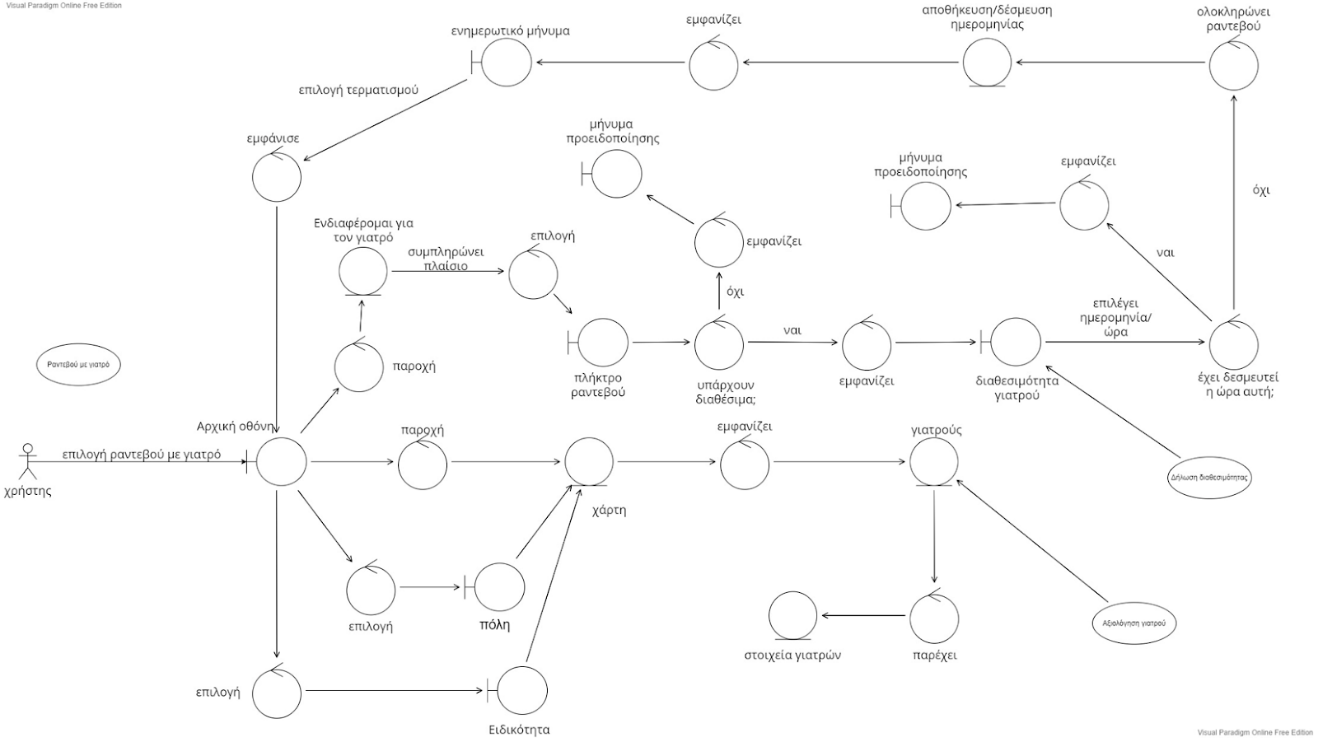 Visual Paradigm Online Free Edition
αποθήκευση/δέσμευση
ημερομηνίας
ολοκληρώνει
ραντεβού
εμφανίζει
ενημερωτικό μήνυμα
επιλογή τερματισμού
εμφάνισε
μήνυμα
προειδοποίησης
μήνυμα
προειδοποίησης
εμφανίζει
όχι
Ενδιαφέρομαι για
τον γιατρό
συμπληρώνει
πλαίσιο
επιλογή
εμφανίζει
ναι
όχι
επιλέγει
ημερομηνία/
ώρα
ναι
Ραντεβού με γιατρό
παροχή
πλήκτρο
ραντεβού
υπάρχουν
διαθέσιμα;
εμφανίζει
διαθεσιμότητα
γιατρού
έχει δεσμευτεί
η ώρα αυτή;
Αρχική οθόνη
παροχή
εμφανίζει
γιατρούς
επιλογή ραντεβού με γιατρό
χρήστης
Δήλωση διαθεσιμότητας
χάρτη
επιλογή
πόλη
Αξιολόγηση γιατρού
στοιχεία γιατρών
παρέχει
επιλογή
Ειδικότητα
Visual Paradigm Online Free Edition